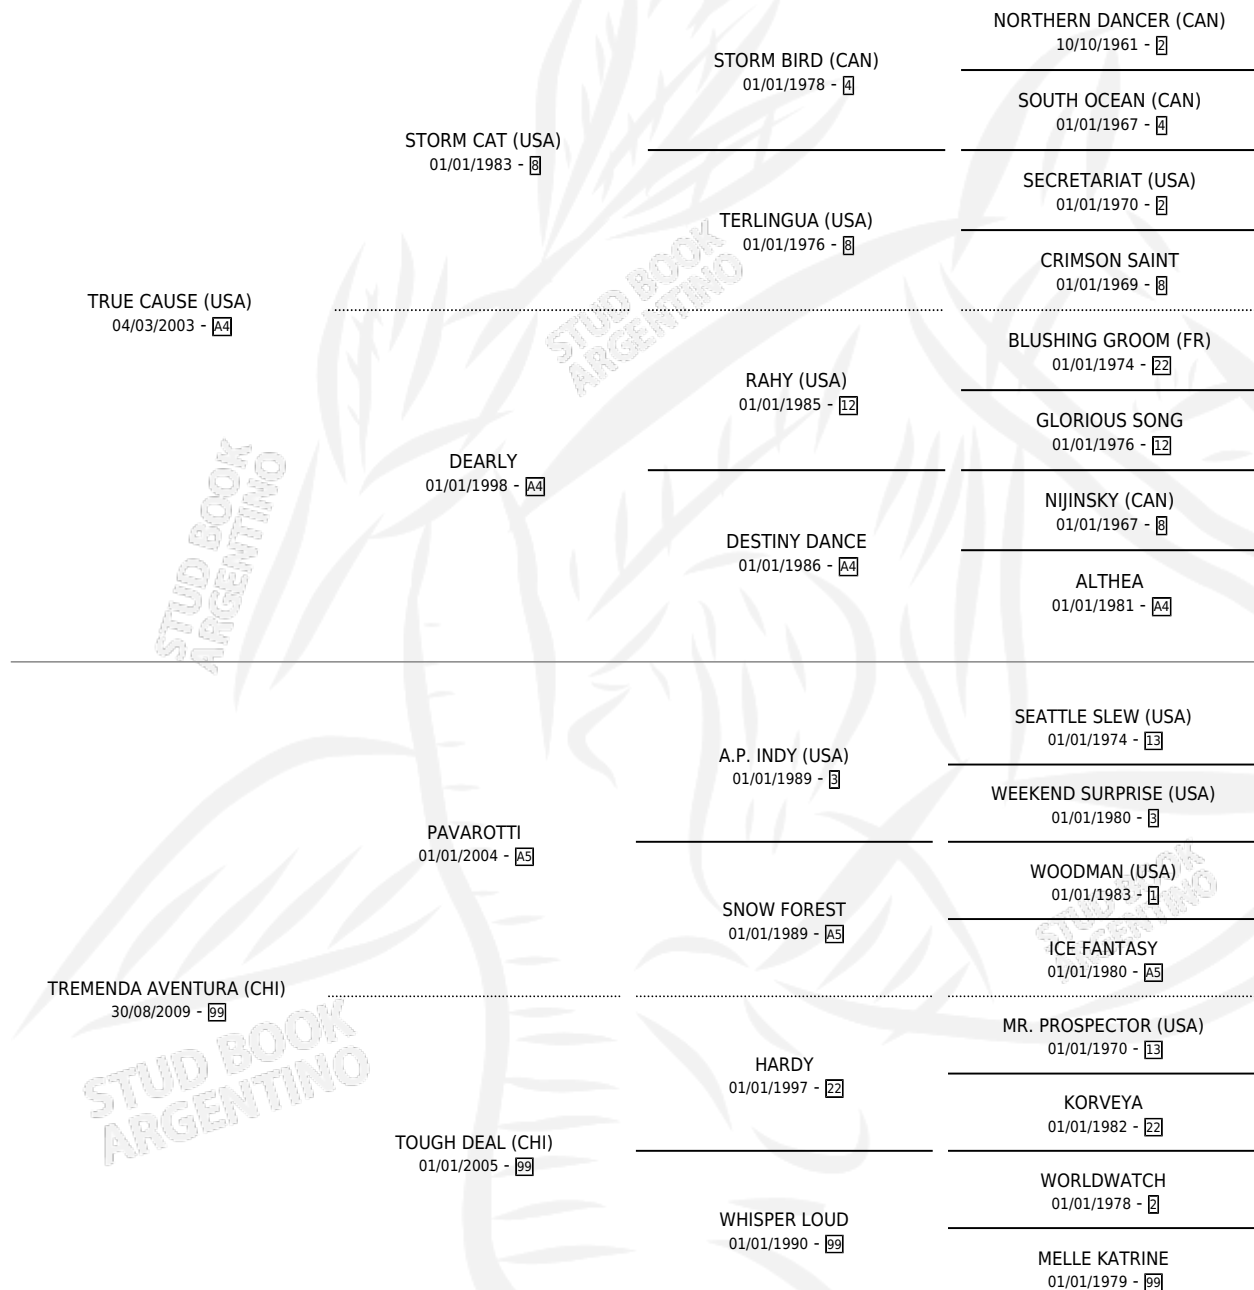 NORTHERN DANCER (CAN)
10/10/1961 - 2
STORM BIRD (CAN)
01/01/1978 - 4
SOUTH OCEAN (CAN)
01/01/1967 - 4
STORM CAT (USA)
01/01/1983 - 8
SECRETARIAT (USA)
01/01/1970 - 2
TERLINGUA (USA)
01/01/1976 - 8
CRIMSON SAINT
01/01/1969 - 8
TRUE CAUSE (USA)
04/03/2003 - A4
BLUSHING GROOM (FR)
01/01/1974 - 22
RAHY (USA)
01/01/1985 - 12
GLORIOUS SONG
01/01/1976 - 12
DEARLY
01/01/1998 - A4
NIJINSKY (CAN)
01/01/1967 - 8
DESTINY DANCE
01/01/1986 - A4
ALTHEA
01/01/1981 - A4
SEATTLE SLEW (USA)
01/01/1974 - 13
A.P. INDY (USA)
01/01/1989 - 3
WEEKEND SURPRISE (USA)
01/01/1980 - 3
PAVAROTTI
01/01/2004 - A5
WOODMAN (USA)
01/01/1983 - 1
SNOW FOREST
01/01/1989 - A5
ICE FANTASY
01/01/1980 - A5
TREMENDA AVENTURA (CHI)
30/08/2009 - 99
MR. PROSPECTOR (USA)
01/01/1970 - 13
HARDY
01/01/1997 - 22
KORVEYA
01/01/1982 - 22
TOUGH DEAL (CHI)
01/01/2005 - 99
WORLDWATCH
01/01/1978 - 2
WHISPER LOUD
01/01/1990 - 99
MELLE KATRINE
01/01/1979 - 99
STUD BOOK
ARGENTINO
STUD BOOK
ARGENTINO
STUD BOOK
ARGENTINO
STUD BOOK
ARGENTINO